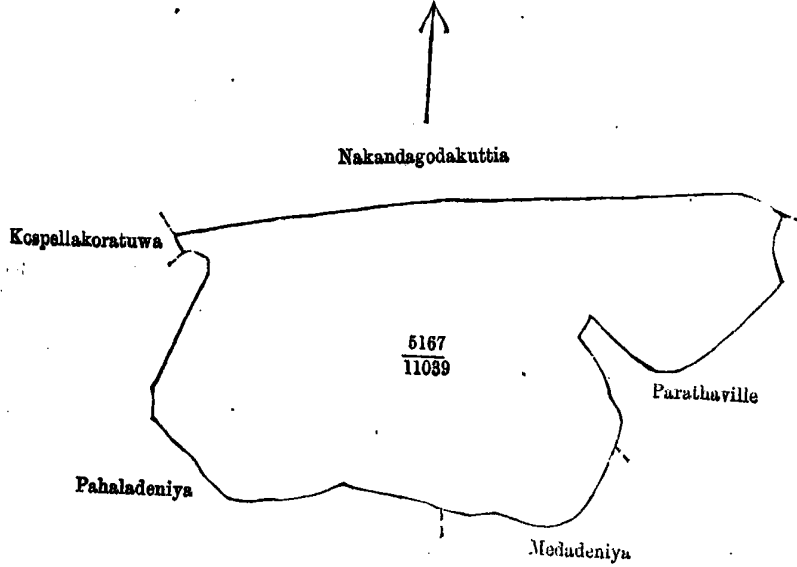 Nakandagodakuttia
Kospellakoratuwa
5167
11039
Parathaville
Pahaladeniya
Medadeniya